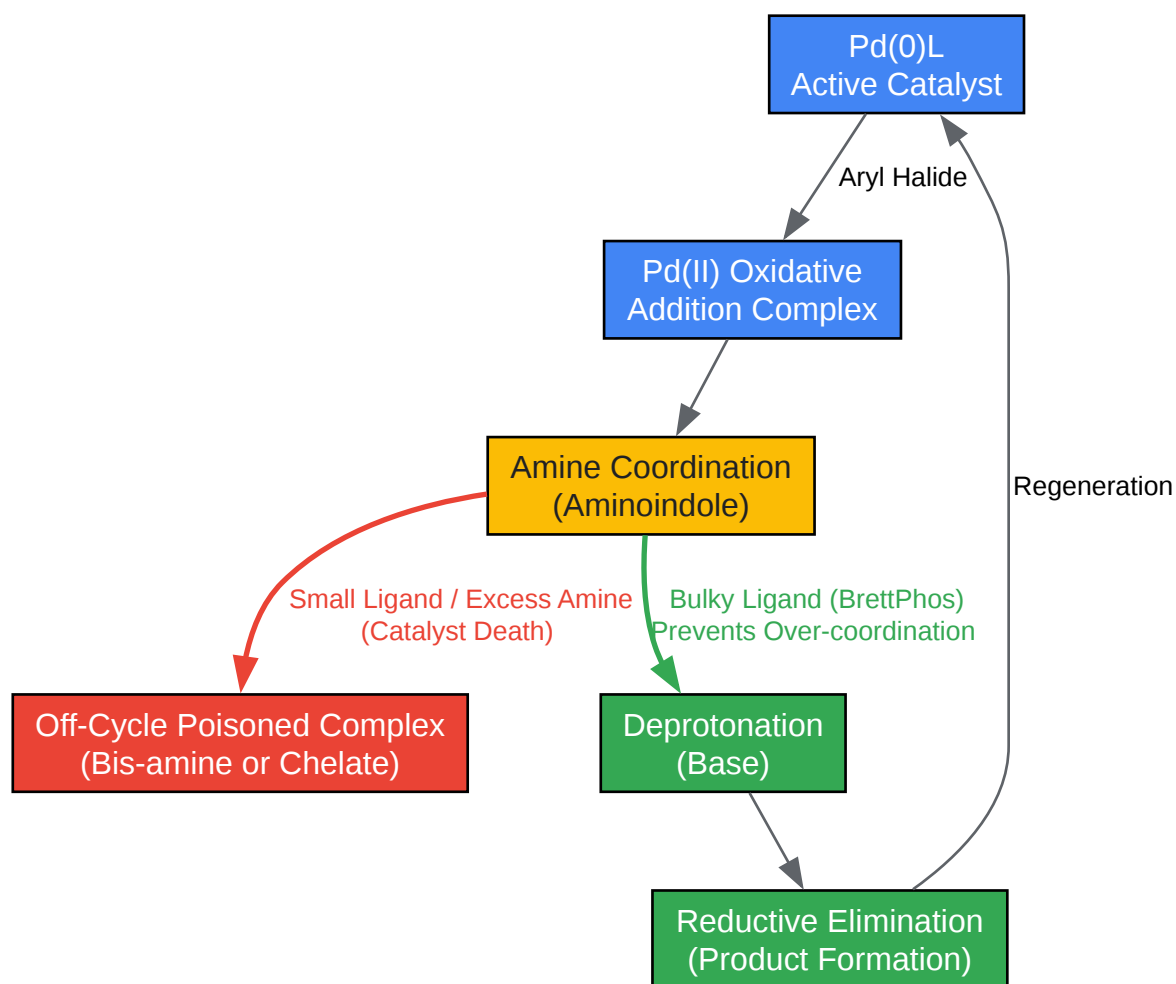 Pd(0)L
Active Catalyst
Aryl Halide
Pd(II) Oxidative
Addition Complex
Amine Coordination
(Aminoindole)
Regeneration
Small Ligand / Excess Amine
(Catalyst Death)
Bulky Ligand (BrettPhos)
Prevents Over-coordination
Off-Cycle Poisoned Complex
(Bis-amine or Chelate)
Deprotonation
(Base)
Reductive Elimination
(Product Formation)